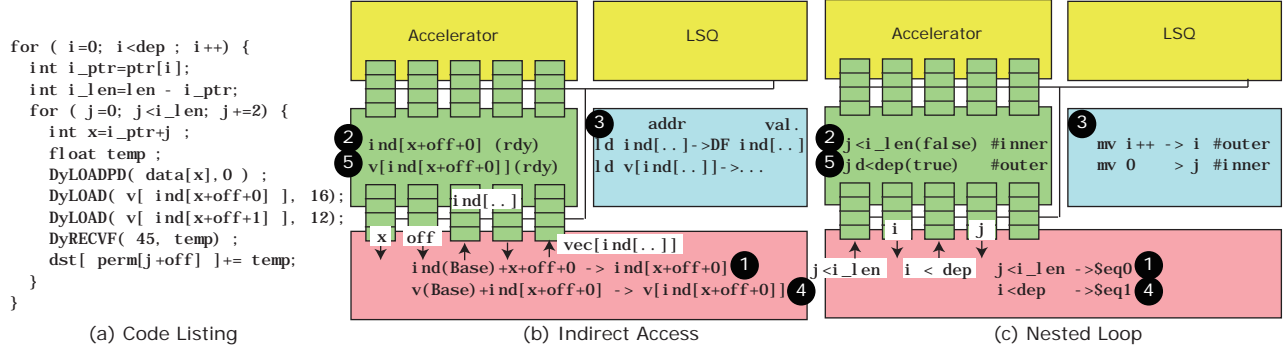 for ( i=0; i<dep ; i++) {
int i_ptr=ptr[i];
int i_len=len - i_ptr;
for ( j=0; j<i_len; j+=2) {
int x=i_ptr+j ;
float temp ;
DyLOADPD( data[x],0 ) ;
DyLOAD( v[ ind[x+off+0] ], 16);
DyLOAD( v[ ind[x+off+1] ], 12);
DyRECVF( 45, temp) ;
dst[ perm[j+off] ]+= temp;
}
}
(a) Code Listing
Accelerator
LSQ
2 ind[x+off+0] (rdy)
5 v[ind[x+off+0]](rdy)
3 addr val.
ld ind[..]->DF ind[..]
ld v[ind[..]]->...
ind[..]
x off
vec[ind[..]]
ind(Base)+x+off+0 -> ind[x+off+0] 1
v(Base)+ind[x+off+0] -> v[ind[x+off+0]] 4
(b) Indirect Access
Accelerator
LSQ
2 j<i_len(false) #inner
5 jd<dep(true) #outer
3
mv i++ -> i #outer
mv 0 > j #inner
i j
j<i_len i < dep
j<i_len ->$eq0 1
i<dep ->$eq1 4
(c) Nested Loop